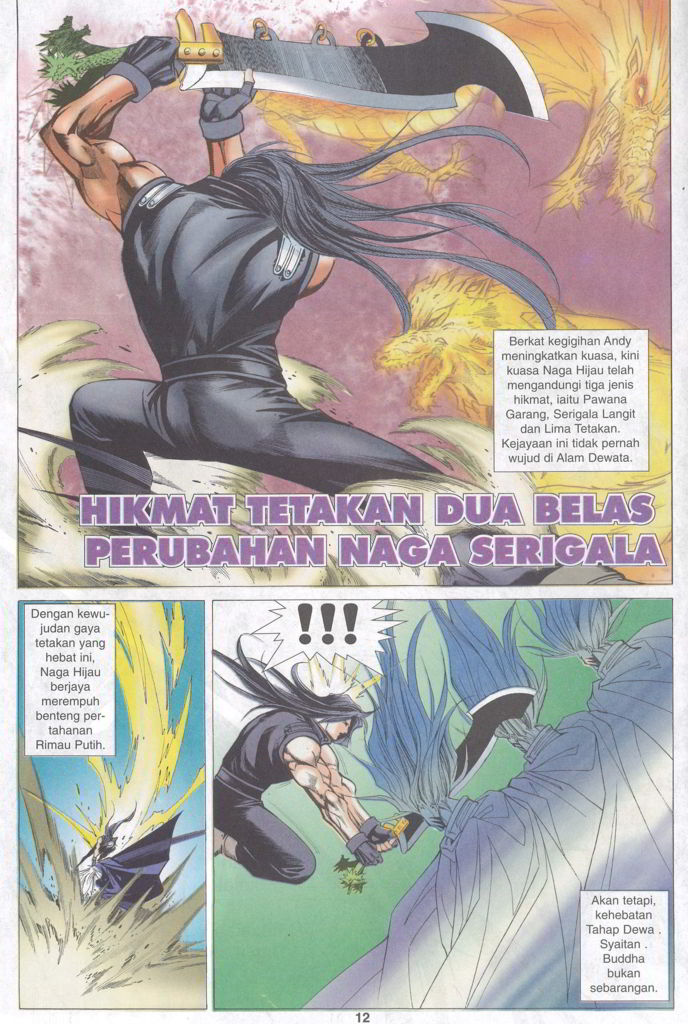 Berkat kegigihan Andy
meningkatkan kuasa, kini
kuasa Naga Hijau telah
mengandungi tiga jenis
hikmat, iaitu Pawana
Garang, Serigala Langit
dan Lima Tetakan.
Kejayaan ini tidak pernah
wujud di Alam Dewata.
HIKMAT TETAKAN DUA BELAS
PERUBAHAN NAGA SERIGALA
Dengan kewu-
judan gaya
tetakan yang
hebat ini,
Naga Hijau
berjaya
merempuh
benteng per-
tahanan
Rimau Putih.
!!!
Akan tetapi,
kehebatan
Tahap Dewa .
Syaitan .
Buddha
bukan
sebarangan.
12